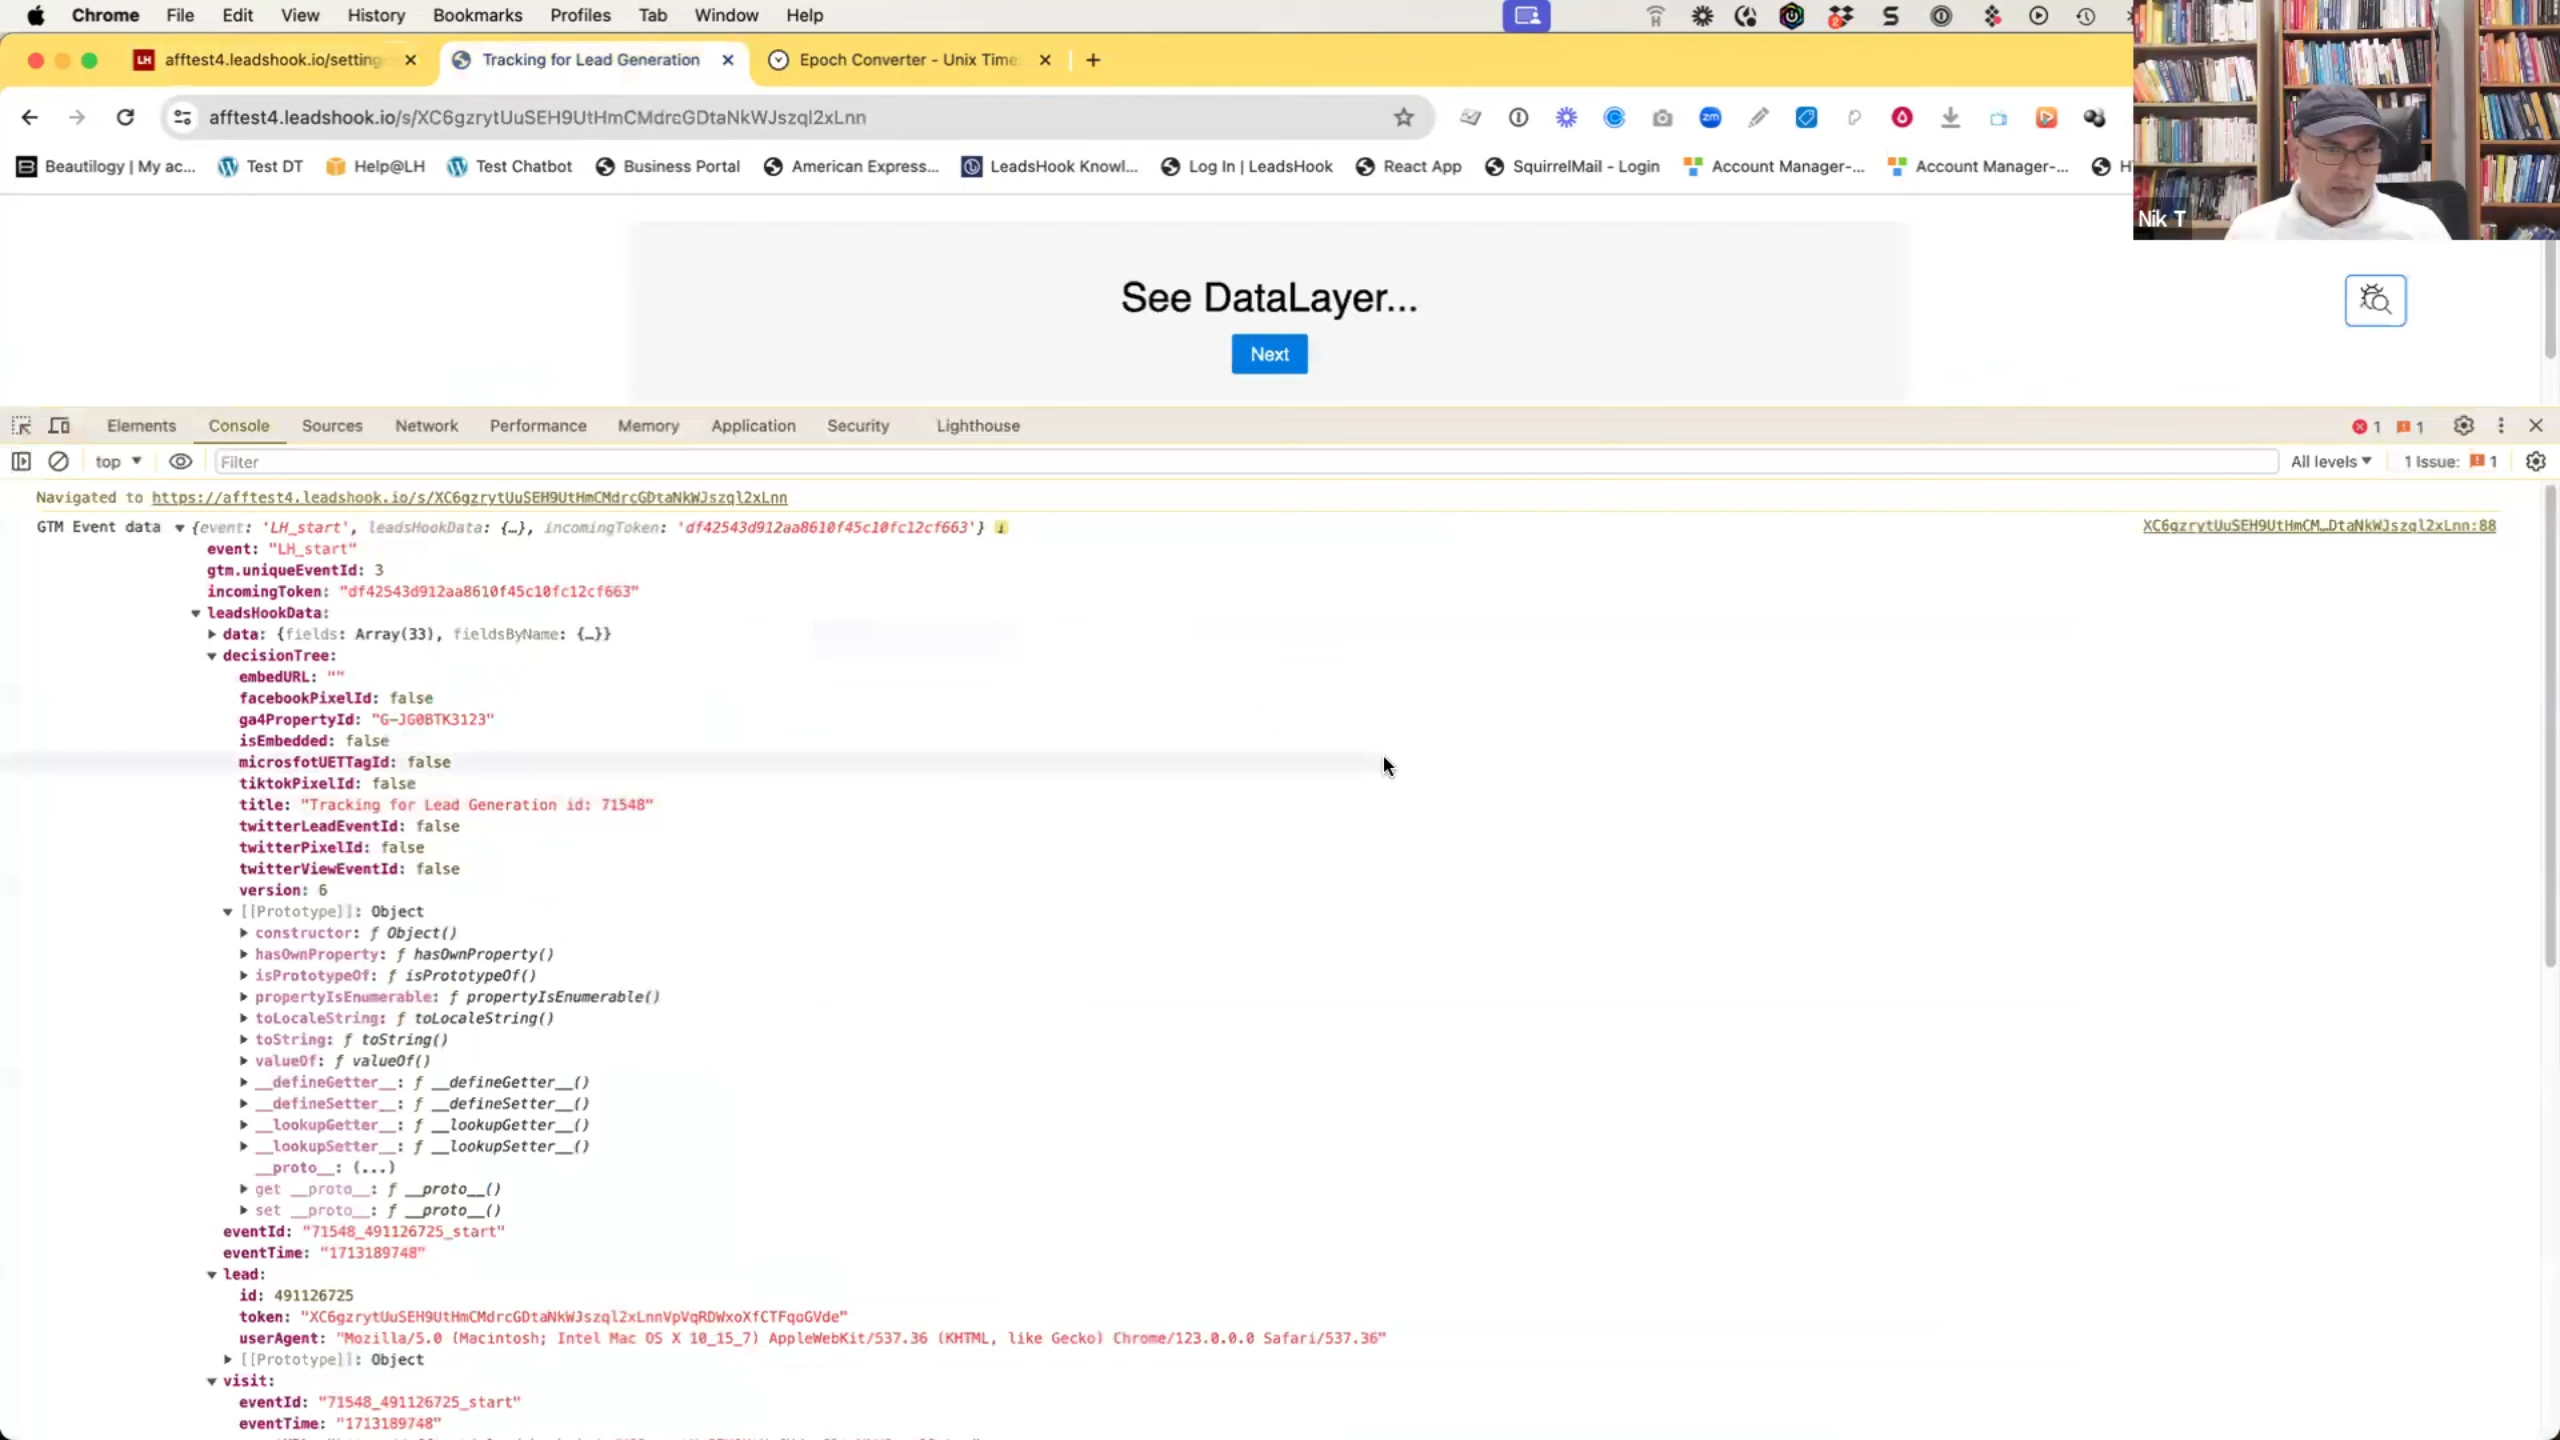 Chrome File Edit View History Bookmarks Profiles Tab Window Help
LH afftest4.leadshook.io/setting Tracking for Lead Generation Epoch Converter - Unix Time
afftest4.leadshook.io/s/XC6gzrytUuSEH9UtHmCMdrcGDtaNkWJszql2xLnn
Beautilogy | My ac... Test DT Help@LH Test Chatbot Business Portal American Express... LeadsHook Knowl... Log In | LeadsHook React App SquirrelMail - Login Account Manager-... Account Manager-...
Nik T
See DataLayer...
Next
Elements Console Sources Network Performance Memory Application Security Lighthouse 1 1
top Filter All levels 1 Issue: 1
Navigated to https://afftest4.leadshook.io/s/XC6gzrytUuSEH9UtHmCMdrcGDtaNkWJszql2xLnn
GTM Event data {event: 'LH_start', leadsHookData: {…}, incomingToken: 'df42543d912aa8610f45c10fc12cf663'} i XC6gzrytUuSEH9UtHmCM…DtaNkWJszql2xLnn:88
event: "LH_start"
gtm.uniqueEventId: 3
incomingToken: "df42543d912aa8610f45c10fc12cf663"
leadsHookData:
data: {fields: Array(33), fieldsByName: {…}}
decisionTree:
embedURL: ""
facebookPixelId: false
ga4PropertyId: "G-JG0BTK3123"
isEmbedded: false
microsfotUETTagId: false
tiktokPixelId: false
title: "Tracking for Lead Generation id: 71548"
twitterLeadEventId: false
twitterPixelId: false
twitterViewEventId: false
version: 6
[[Prototype]]: Object
constructor: ƒ Object()
hasOwnProperty: ƒ hasOwnProperty()
isPrototypeOf: ƒ isPrototypeOf()
propertyIsEnumerable: ƒ propertyIsEnumerable()
toLocaleString: ƒ toLocaleString()
toString: ƒ toString()
valueOf: ƒ valueOf()
__defineGetter__: ƒ __defineGetter__()
__defineSetter__: ƒ __defineSetter__()
__lookupGetter__: ƒ __lookupGetter__()
__lookupSetter__: ƒ __lookupSetter__()
__proto__: (...)
get __proto__: ƒ __proto__()
set __proto__: ƒ __proto__()
eventId: "71548_491126725_start"
eventTime: "1713189748"
lead:
id: 491126725
token: "XC6gzrytUuSEH9UtHmCMdrcGDtaNkWJszql2xLnnVpVqRDWxoXfCTFqoGVde"
userAgent: "Mozilla/5.0 (Macintosh; Intel Mac OS X 10_15_7) AppleWebKit/537.36 (KHTML, like Gecko) Chrome/123.0.0.0 Safari/537.36"
[[Prototype]]: Object
visit:
eventId: "71548_491126725_start"
eventTime: "1713189748"